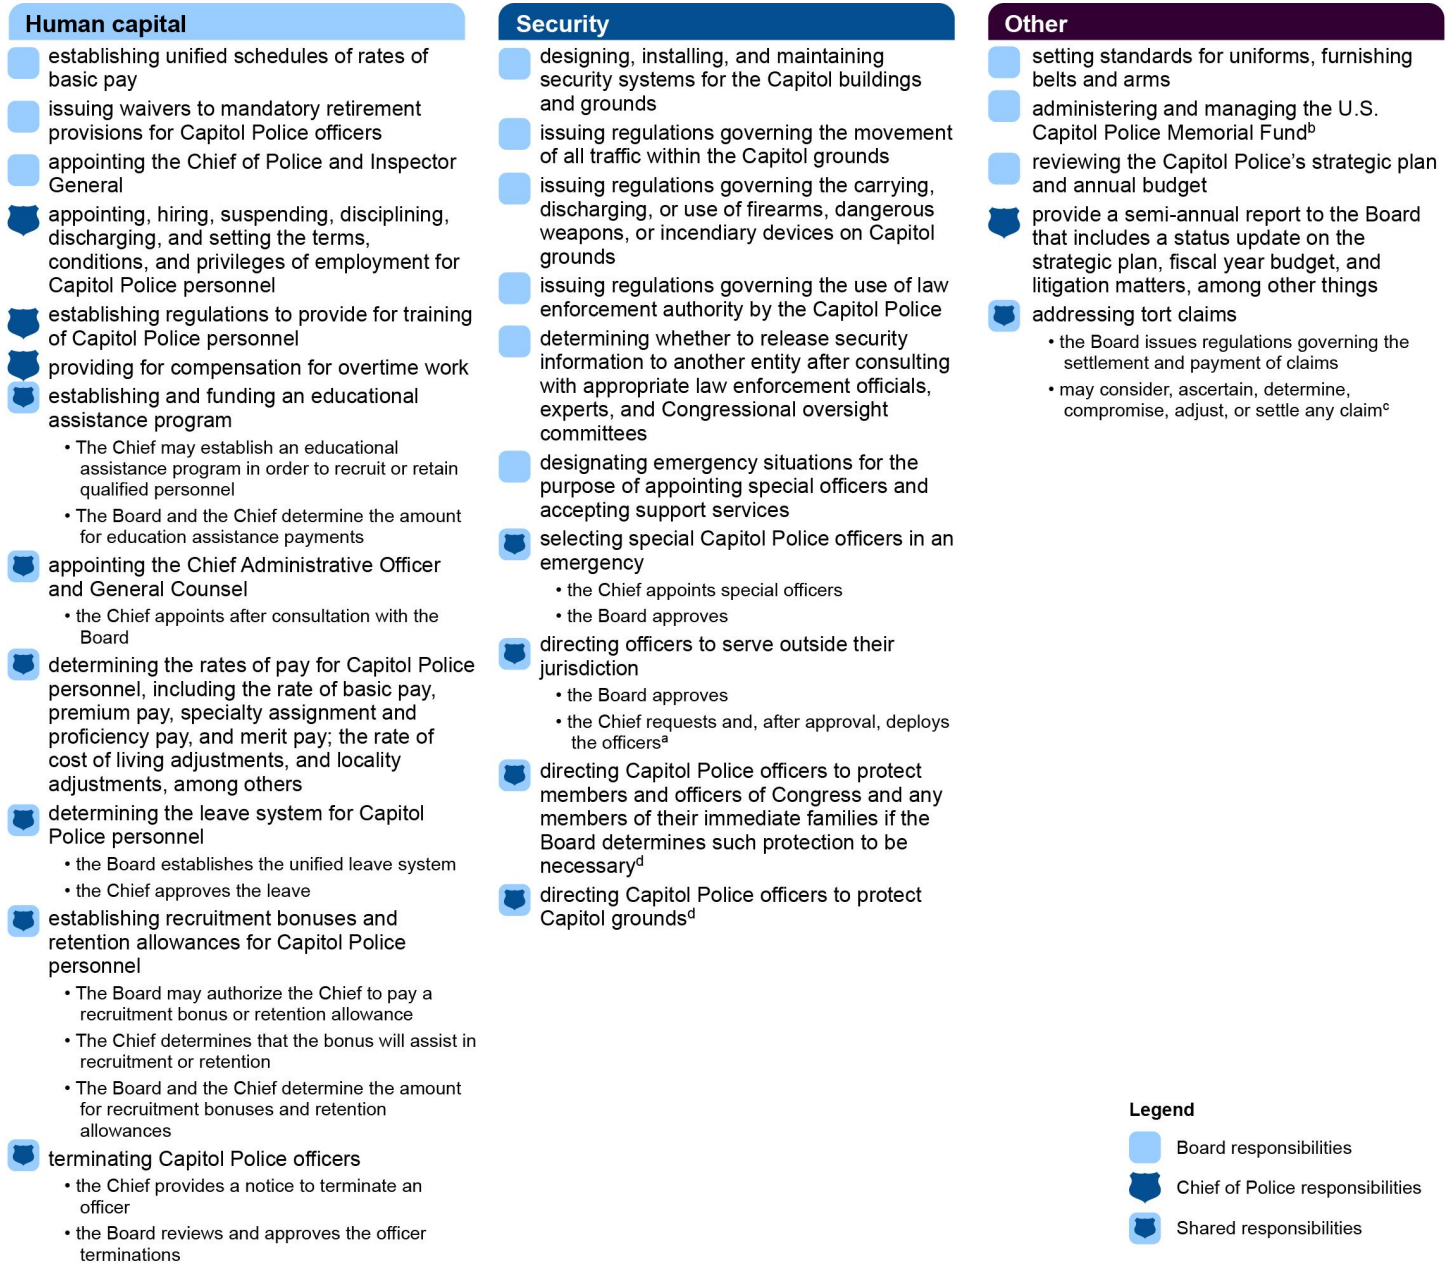 Human capital
establishing unified schedules of rates of
basic pay
issuing waivers to mandatory retirement
provisions for Capitol Police officers
appointing the Chief of Police and Inspector
General
appointing, hiring, suspending, disciplining,
discharging, and setting the terms,
conditions, and privileges of employment for
Capitol Police personnel
establishing regulations to provide for training
of Capitol Police personnel
providing for compensation for overtime work
establishing and funding an educational
assistance program
• The Chief may establish an educational
assistance program in order to recruit or retain
qualified personnel
• The Board and the Chief determine the amount
for education assistance payments
appointing the Chief Administrative Officer
and General Counsel
• the Chief appoints after consultation with the
Board
determining the rates of pay for Capitol Police
personnel, including the rate of basic pay,
premium pay, specialty assignment and
proficiency pay, and merit pay; the rate of
cost of living adjustments, and locality
adjustments, among others
determining the leave system for Capitol
Police personnel
• the Board establishes the unified leave system
• the Chief approves the leave
establishing recruitment bonuses and
retention allowances for Capitol Police
personnel
• The Board may authorize the Chief to pay a
recruitment bonus or retention allowance
• The Chief determines that the bonus will assist in
recruitment or retention
• The Board and the Chief determine the amount
for recruitment bonuses and retention
allowances
terminating Capitol Police officers
• the Chief provides a notice to terminate an
officer
• the Board reviews and approves the officer
terminations
Security
designing, installing, and maintaining
security systems for the Capitol buildings
and grounds
issuing regulations governing the movement
of all traffic within the Capitol grounds
issuing regulations governing the carrying,
discharging, or use of firearms, dangerous
weapons, or incendiary devices on Capitol
grounds
issuing regulations governing the use of law
enforcement authority by the Capitol Police
determining whether to release security
information to another entity after consulting
with appropriate law enforcement officials,
experts, and Congressional oversight
committees
designating emergency situations for the
purpose of appointing special officers and
accepting support services
selecting special Capitol Police officers in an
emergency
• the Chief appoints special officers
• the Board approves
directing officers to serve outside their
jurisdiction
• the Board approves
• the Chief requests and, after approval, deploys
the officersᵃ
directing Capitol Police officers to protect
members and officers of Congress and any
members of their immediate families if the
Board determines such protection to be
necessaryᵈ
directing Capitol Police officers to protect
Capitol groundsᵈ
Other
setting standards for uniforms, furnishing
belts and arms
administering and managing the U.S.
Capitol Police Memorial Fundᵇ
reviewing the Capitol Police’s strategic plan
and annual budget
provide a semi-annual report to the Board
that includes a status update on the
strategic plan, fiscal year budget, and
litigation matters, among other things
addressing tort claims
• the Board issues regulations governing the
settlement and payment of claims
• may consider, ascertain, determine,
compromise, adjust, or settle any claimᶜ
Legend
Board responsibilities
Chief of Police responsibilities
Shared responsibilities